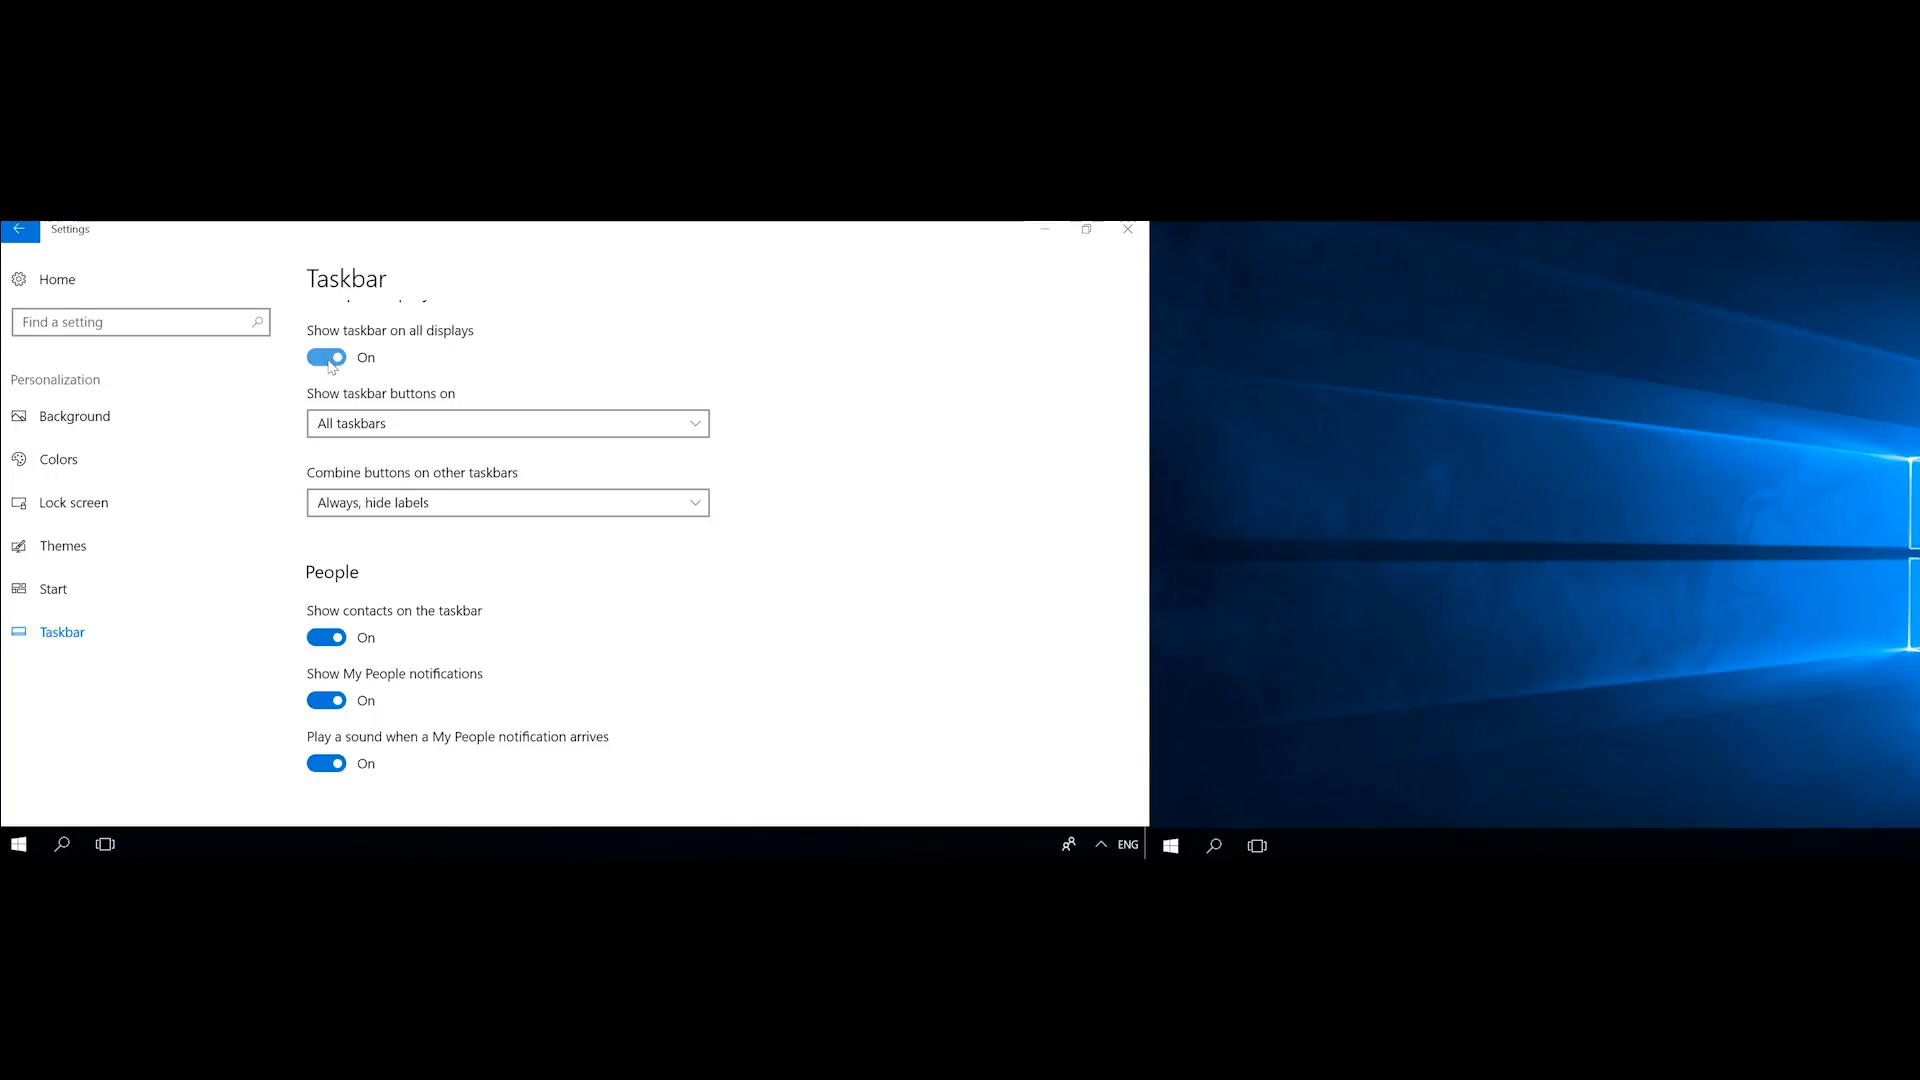 Settings
Home
Find a setting
Personalization
Background
Colors
Lock screen
Themes
Start
Taskbar
Taskbar
Show taskbar on all displays
On
Show taskbar buttons on
All taskbars
Combine buttons on other taskbars
Always, hide labels
People
Show contacts on the taskbar
On
Show My People notifications
On
Play a sound when a My People notification arrives
On
ENG